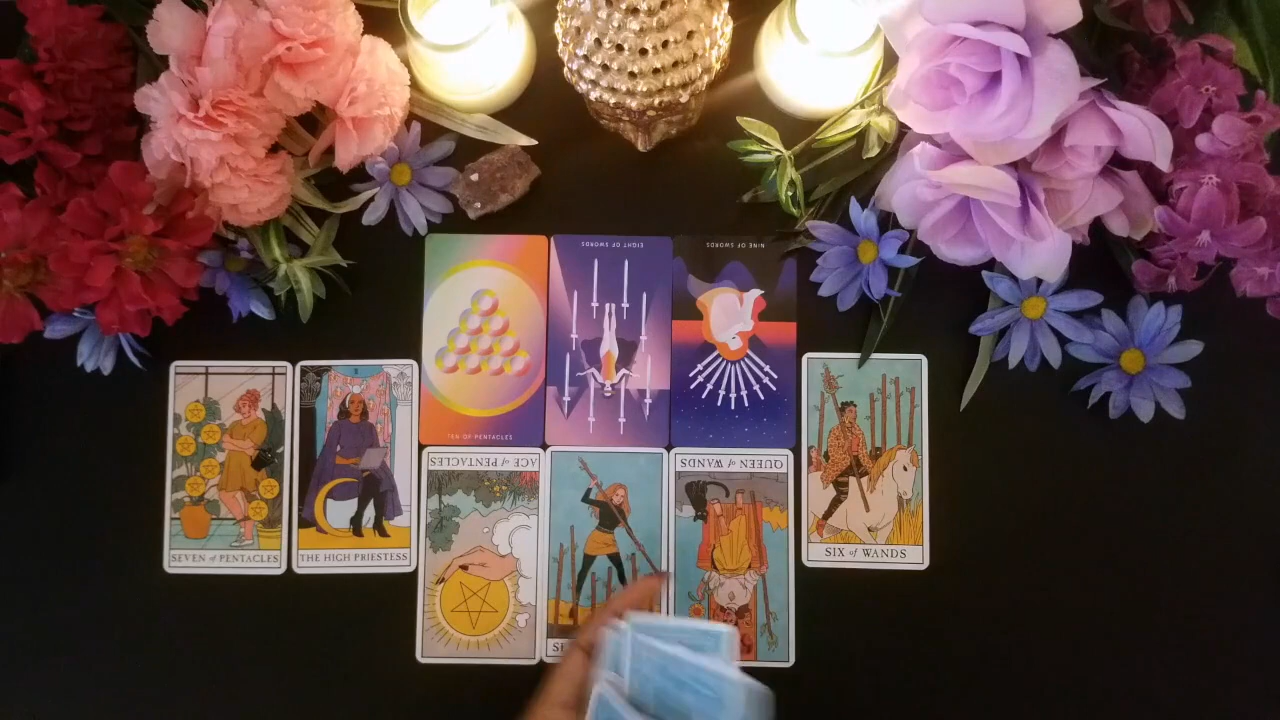 EIGHT OF SWORDS
NINE OF SWORDS
TEN OF PENTACLES
II
ACE of PENTACLES
QUEEN of WANDS
SEVEN of PENTACLES
THE HIGH PRIESTESS
SIX of WANDS